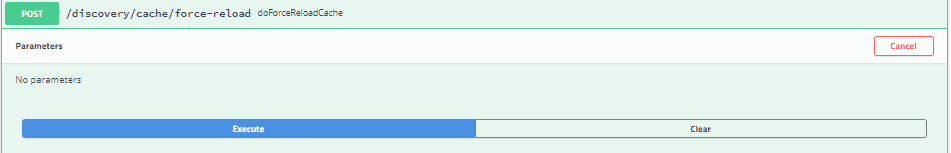 POST /discovery/cache/force-reload doForceReloadCache
Parameters Cancel
No parameters
Execute Clear